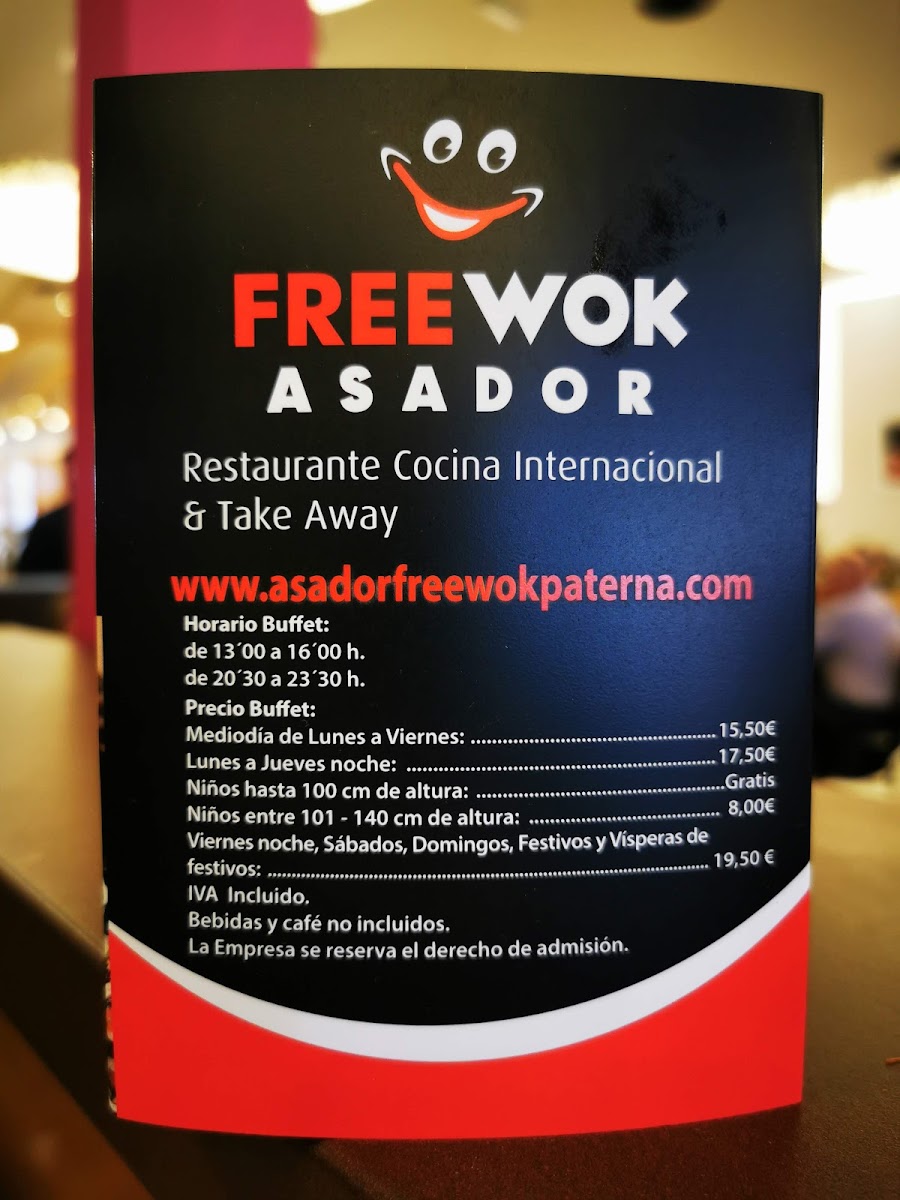 FREEWOK
ASADOR
Restaurante Cocina Internacional
& Take Away
www.asadorfreewokpaterna.com
Horario Buffet:
de 13´00 a 16´00 h.
de 20´30 a 23´30 h.
Precio Buffet:
Mediodía de Lunes a Viernes: ............................................... 15,50€
Lunes a Jueves noche: ........................................................... 17,50€
Niños hasta 100 cm de altura: ...............................................Gratis
Niños entre 101 - 140 cm de altura: .................................... 8,00€
Viernes noche, Sábados, Domingos, Festivos y Vísperas de
festivos: .................................................................................... 19,50 €
IVA Incluido.
Bebidas y café no incluidos.
La Empresa se reserva el derecho de admisión.